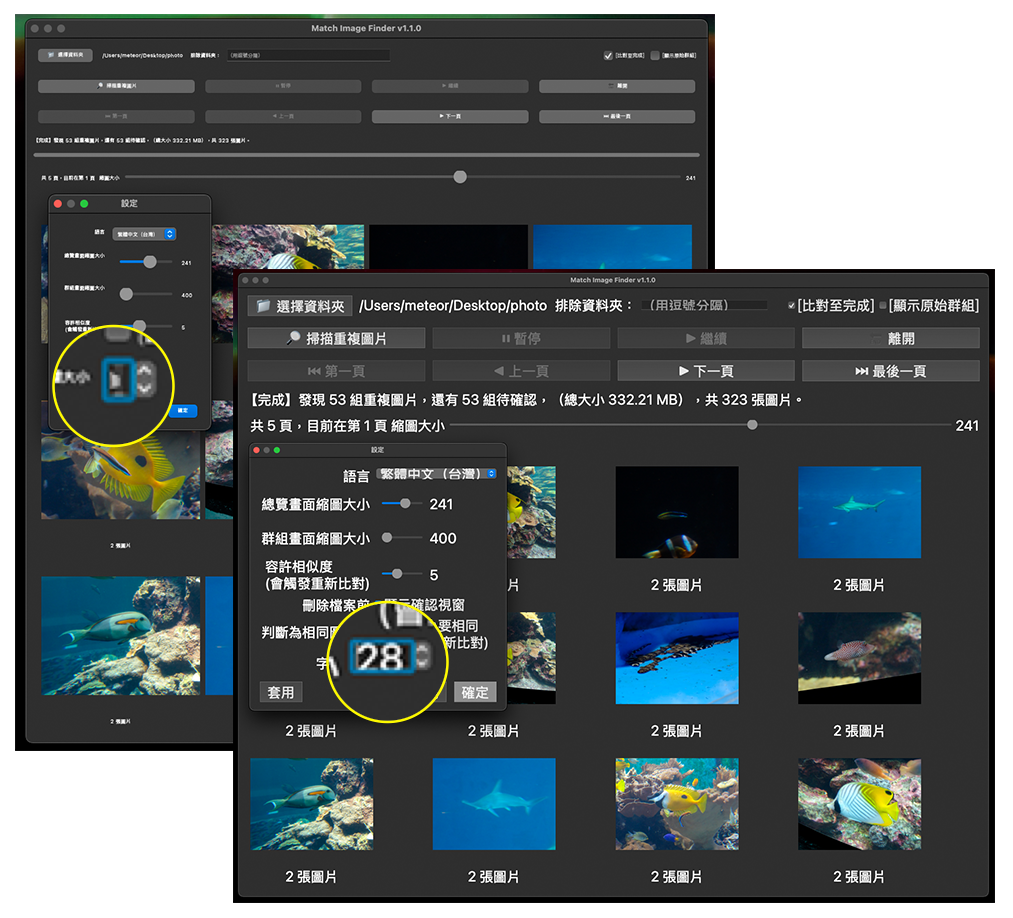 Match Image Finder v1.1.0
選擇資料夾 /Users/meteor/Desktop/photo 排除資料夾： (用逗號分隔) [比對至完成] [顯示原始群組]
掃描重複圖片 暫停 繼續 離開
第一頁 上一頁 下一頁 最後一頁
【完成】發現 53 組重複圖片，還有 53 組待確認，（總大小 332.21 MB），共 323 張圖片。
共 5 頁，目前在第 1 頁 縮圖大小 241
設定
語言 繁體中文（台灣）
總覽畫面縮圖大小 241
群組畫面縮圖大小 400
容許相似度
(會觸發 5
大小
確定
2 張圖片
2 張圖片
Match Image Finder v1.1.0
選擇資料夾 /Users/meteor/Desktop/photo 排除資料夾： (用逗號分隔) [比對至完成] [顯示原始群組]
掃描重複圖片 暫停 繼續 離開
第一頁 上一頁 下一頁 最後一頁
【完成】發現 53 組重複圖片，還有 53 組待確認，（總大小 332.21 MB），共 323 張圖片。
共 5 頁，目前在第 1 頁 縮圖大小 241
設定
語言 繁體中文（台灣）
總覽畫面縮圖大小 241
群組畫面縮圖大小 400
容許相似度
(會觸發重新比對) 5
刪除檔案前 顯示確認視窗
判斷為相同 要相同
新比對)
字 28
套用 確定
片 2 張圖片 2 張圖片
2 張圖片 2 張圖片 2 張圖片 2 張圖片
2 張圖片 2 張圖片 2 張圖片 2 張圖片